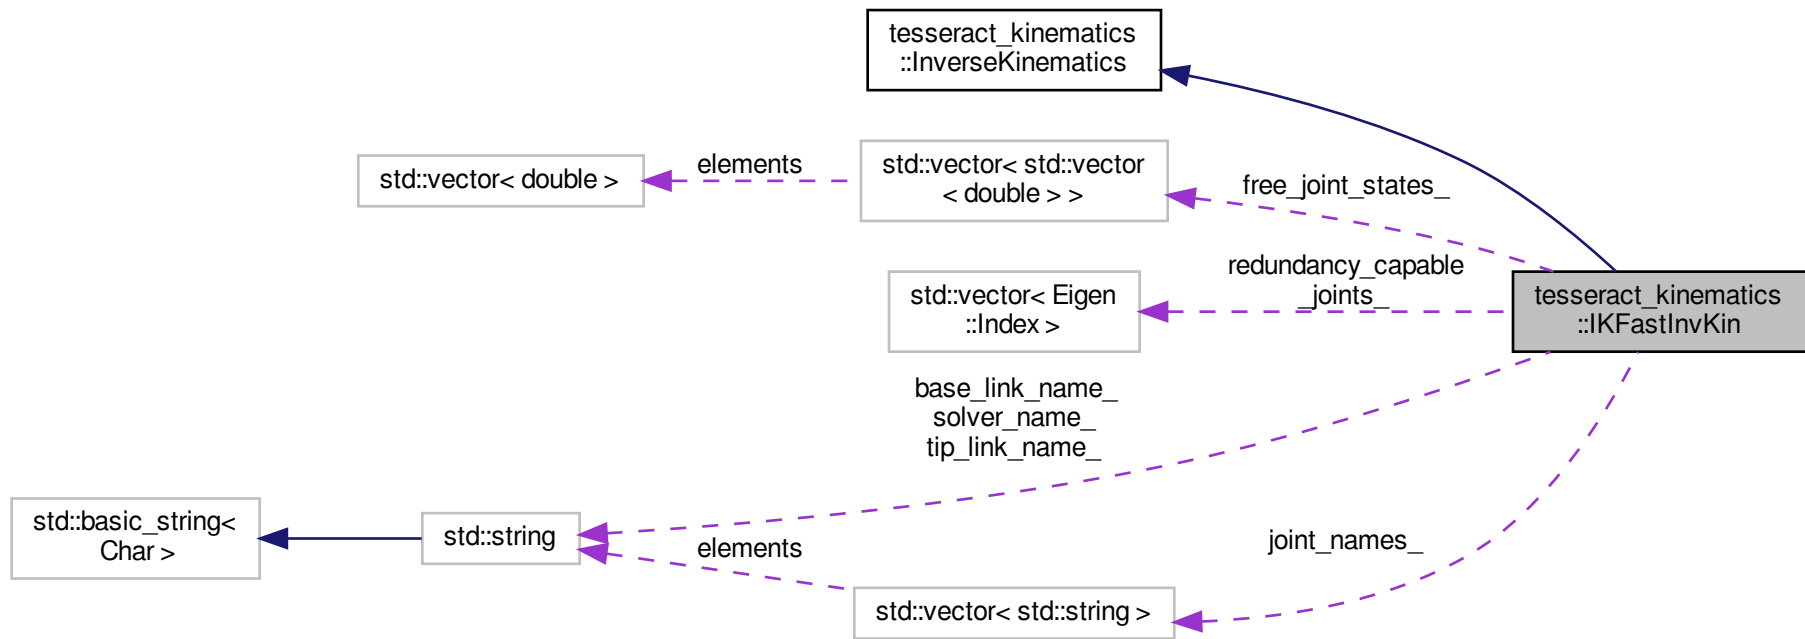 tesseract_kinematics
::InverseKinematics
std::vector< double >
elements
std::vector< std::vector
< double > >
free_joint_states_
redundancy_capable
_joints_
std::vector< Eigen
::Index >
tesseract_kinematics
::IKFastInvKin
base_link_name_
solver_name_
tip_link_name_
std::basic_string<
Char >
std::string
elements
joint_names_
std::vector< std::string >